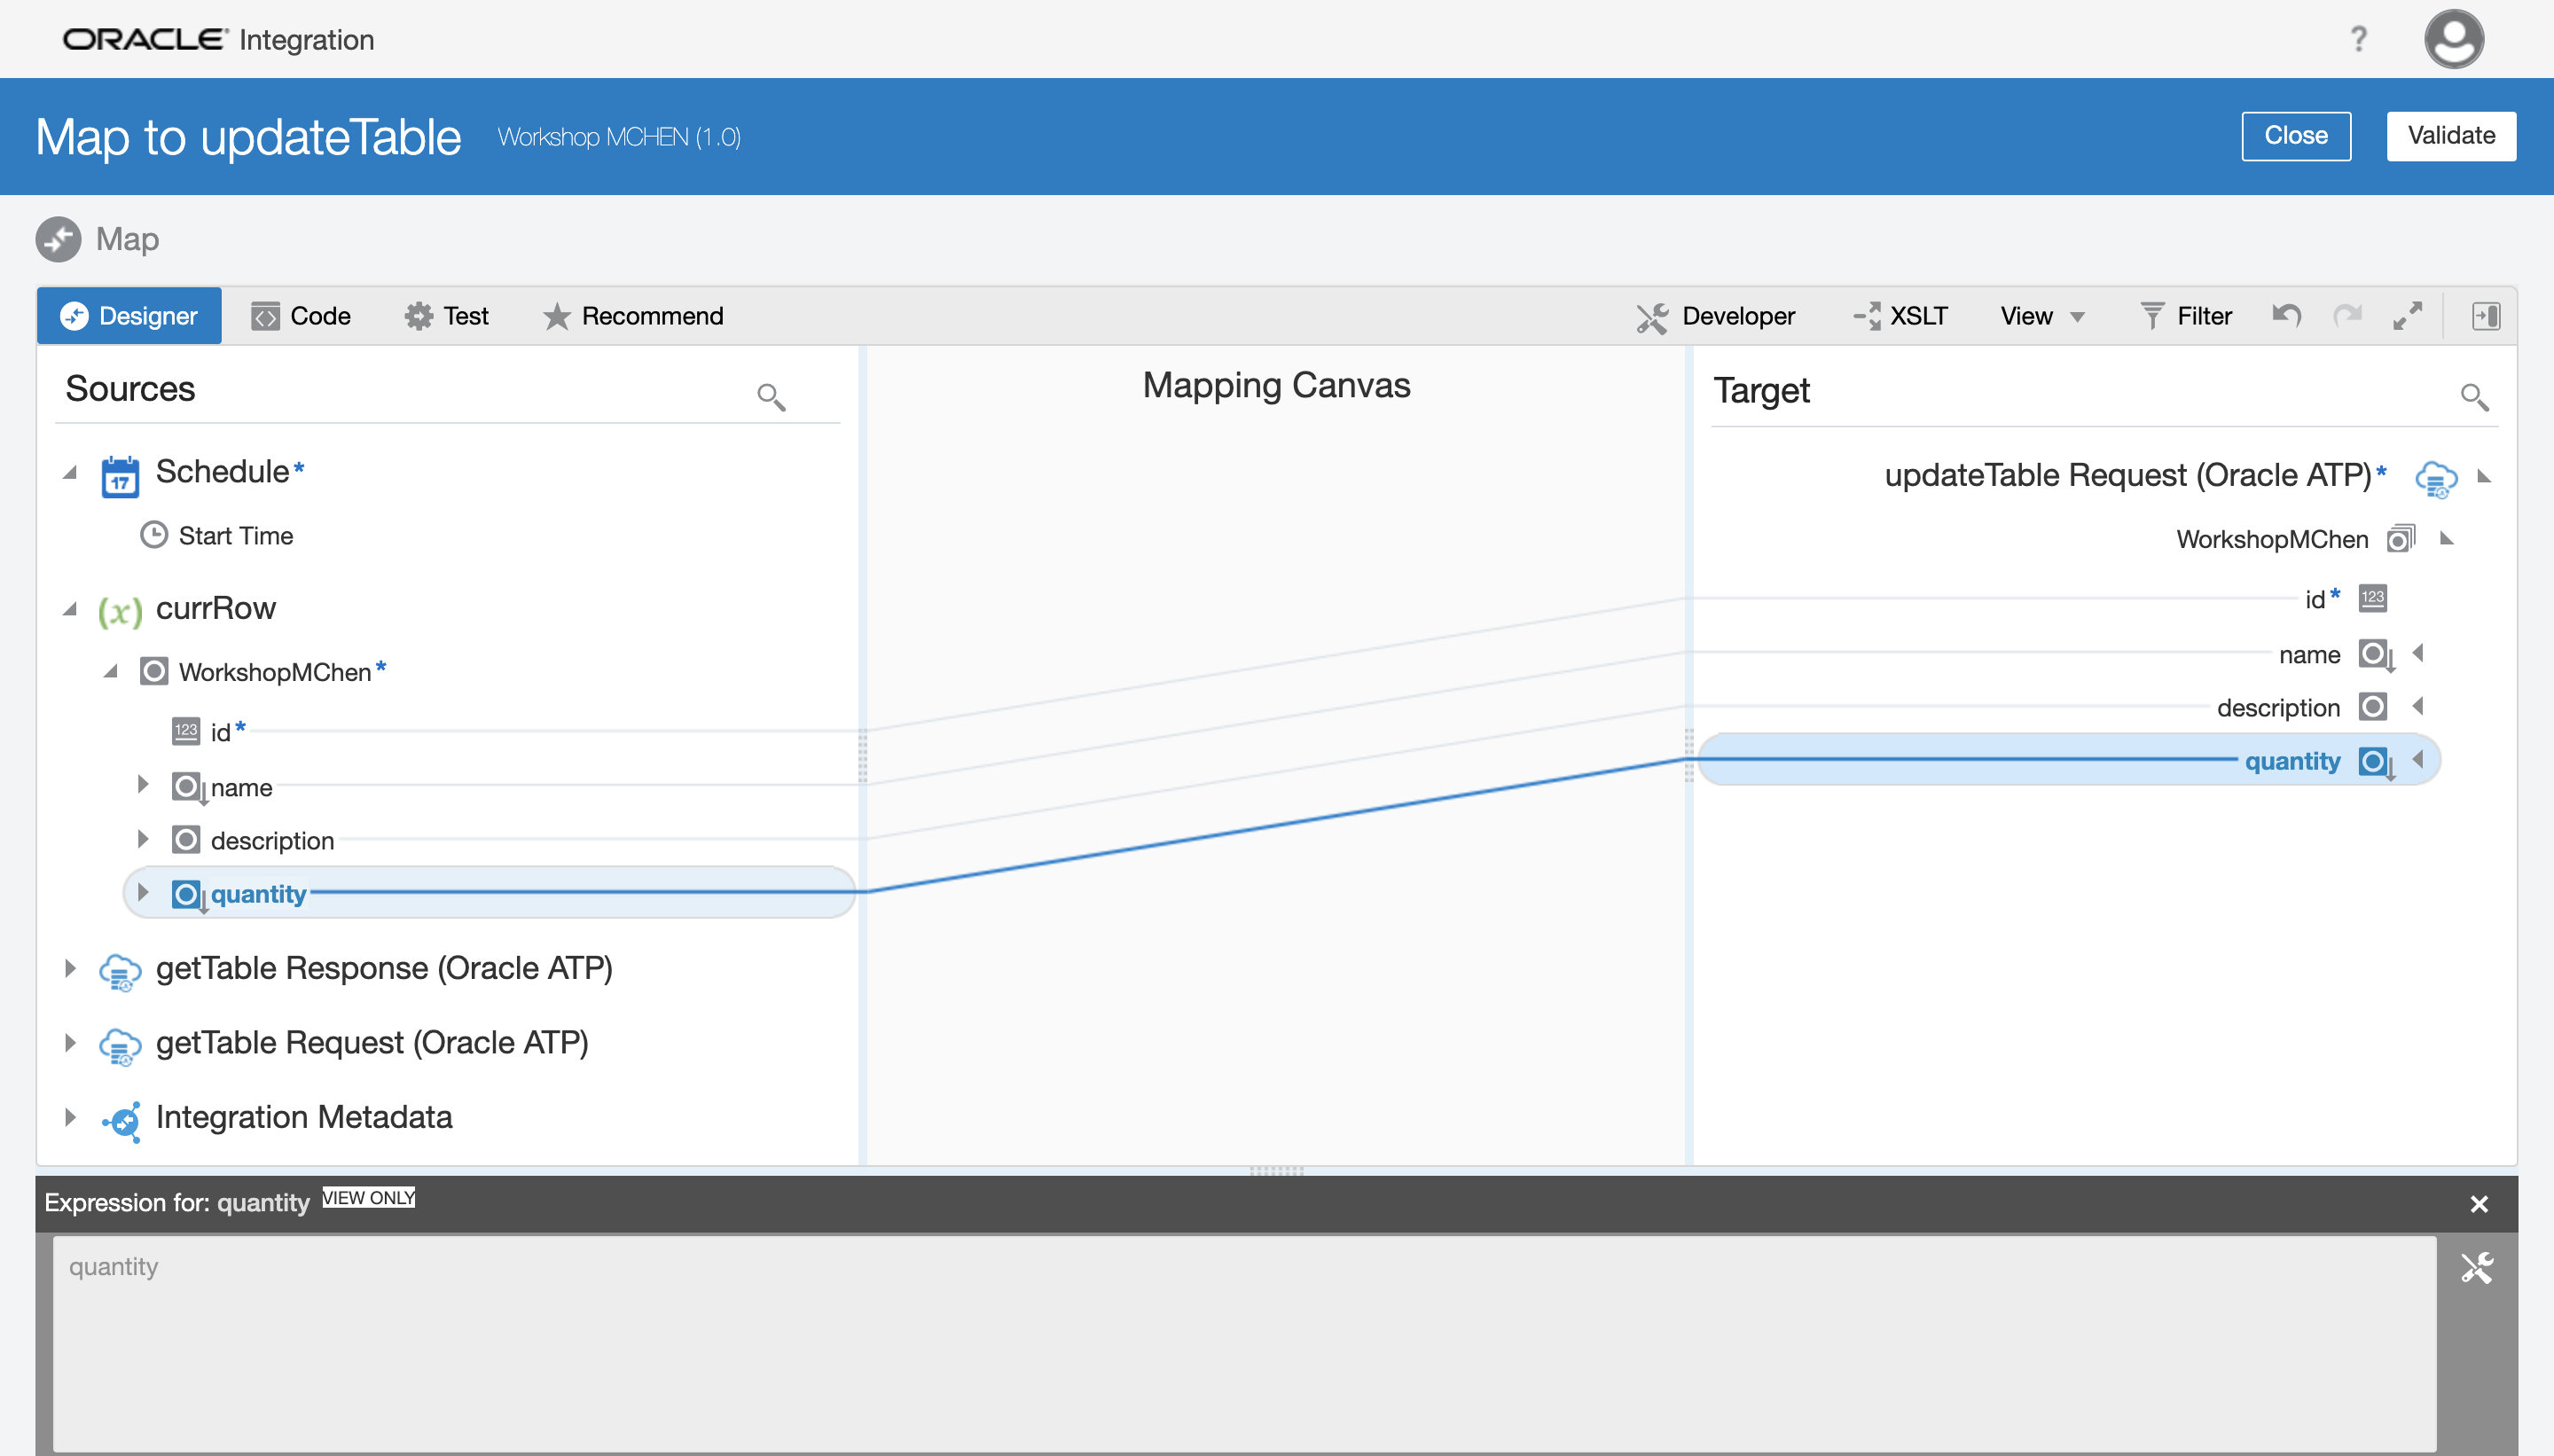 ORACLE Integration
?
Map to updateTable Workshop MCHEN (1.0) Close Validate
Map
Designer Code Test Recommend Developer XSLT View Filter
Sources
Mapping Canvas
Target
17 Schedule*
Start Time
(x) currRow
WorkshopMChen*
123 id*
name
description
quantity
getTable Response (Oracle ATP)
getTable Request (Oracle ATP)
Integration Metadata
updateTable Request (Oracle ATP)*
WorkshopMChen
id* 123
name
description
quantity
Expression for: quantity VIEW ONLY
quantity